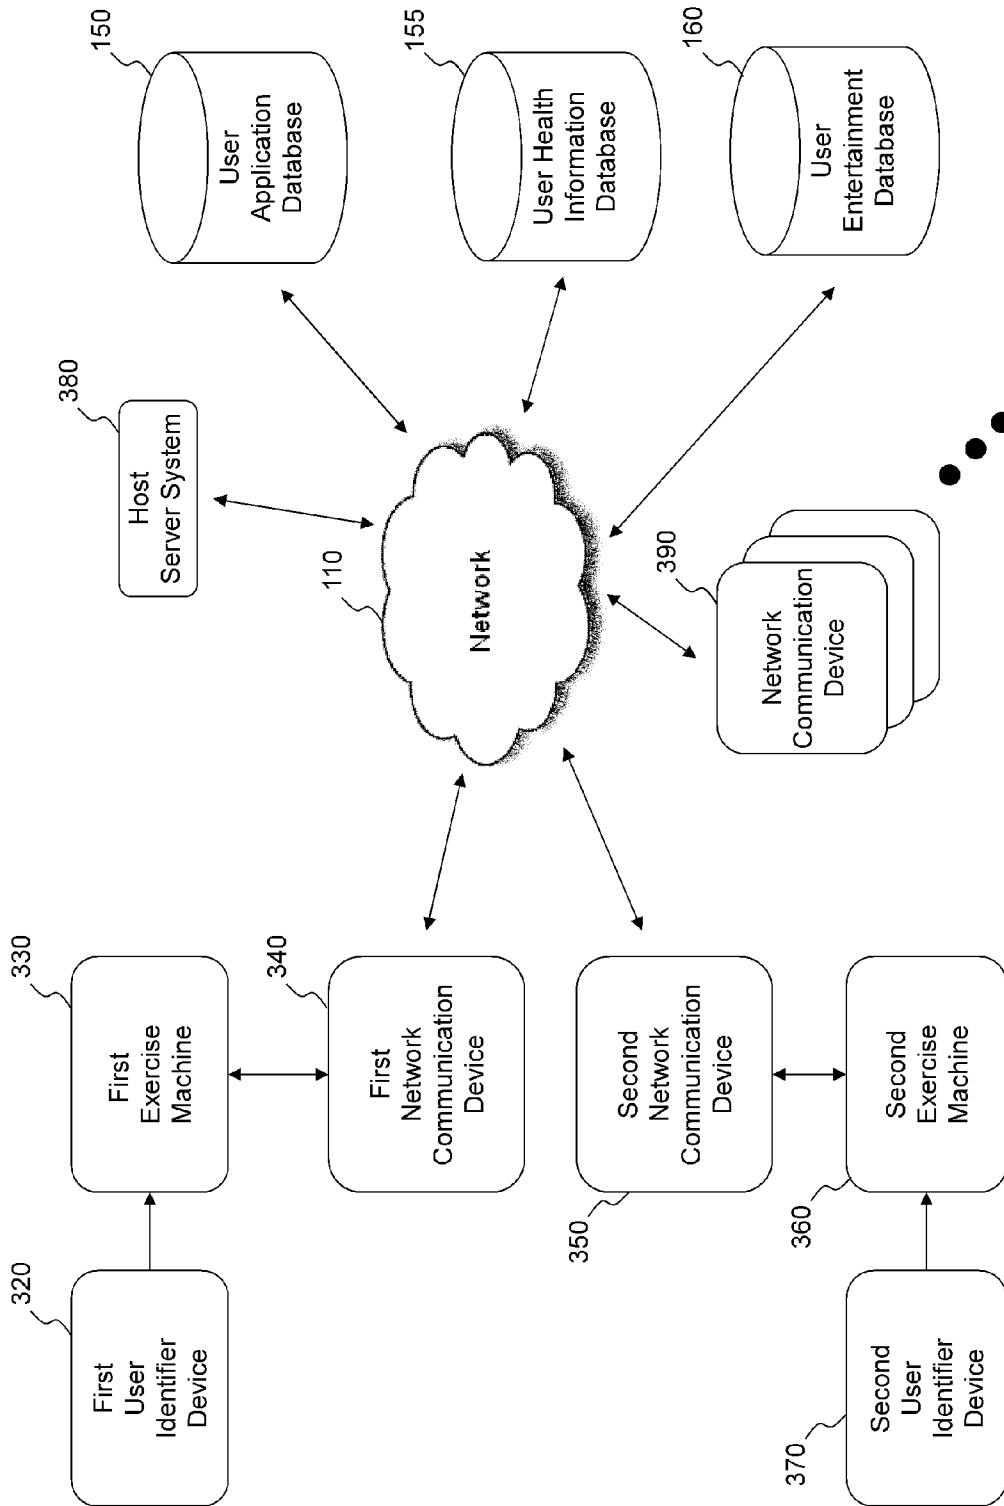 320
First
User
Identifier
Device
330
First
Exercise
Machine
340
First
Network
Communication
Device
350
Second
Network
Communication
Device
360
Second
Exercise
Machine
370
Second
User
Identifier
Device
110
Network
380
Host
Server System
390
Network
Communication
Device
150
User
Application
Database
155
User Health
Information
Database
160
User
Entertainment
Database